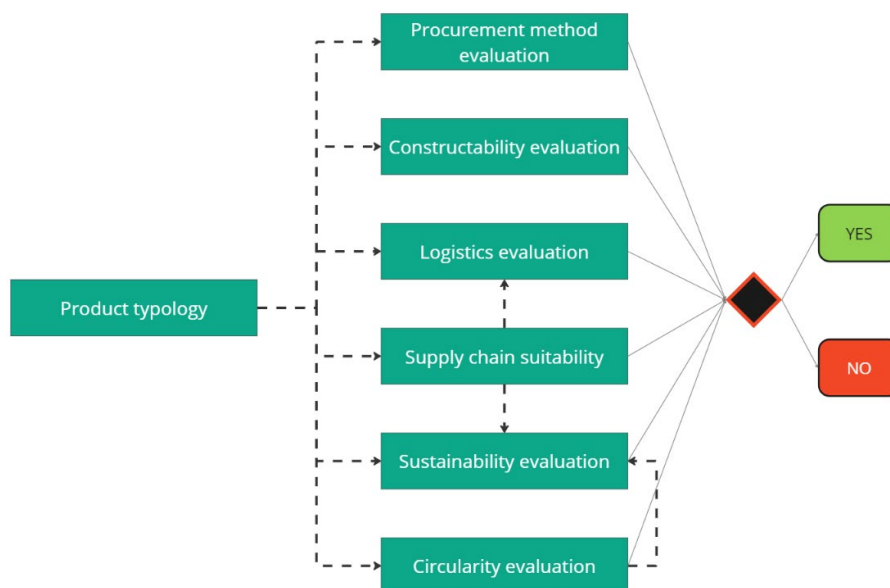 Procurement method
evaluation
Constructability evaluation
Logistics evaluation
YES
Product typology
Supply chain suitability
NO
Sustainability evaluation
Circularity evaluation